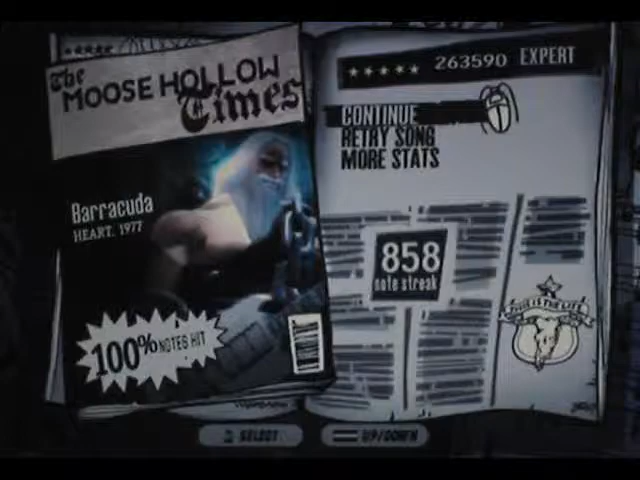 The
MOOSE HOLLOW
Times
Barracuda
HEART, 1977
100% NOTES HIT
263590 EXPERT
CONTINUE
RETRY SONG
MORE STATS
858
note streak
SELECT
UP/DOWN